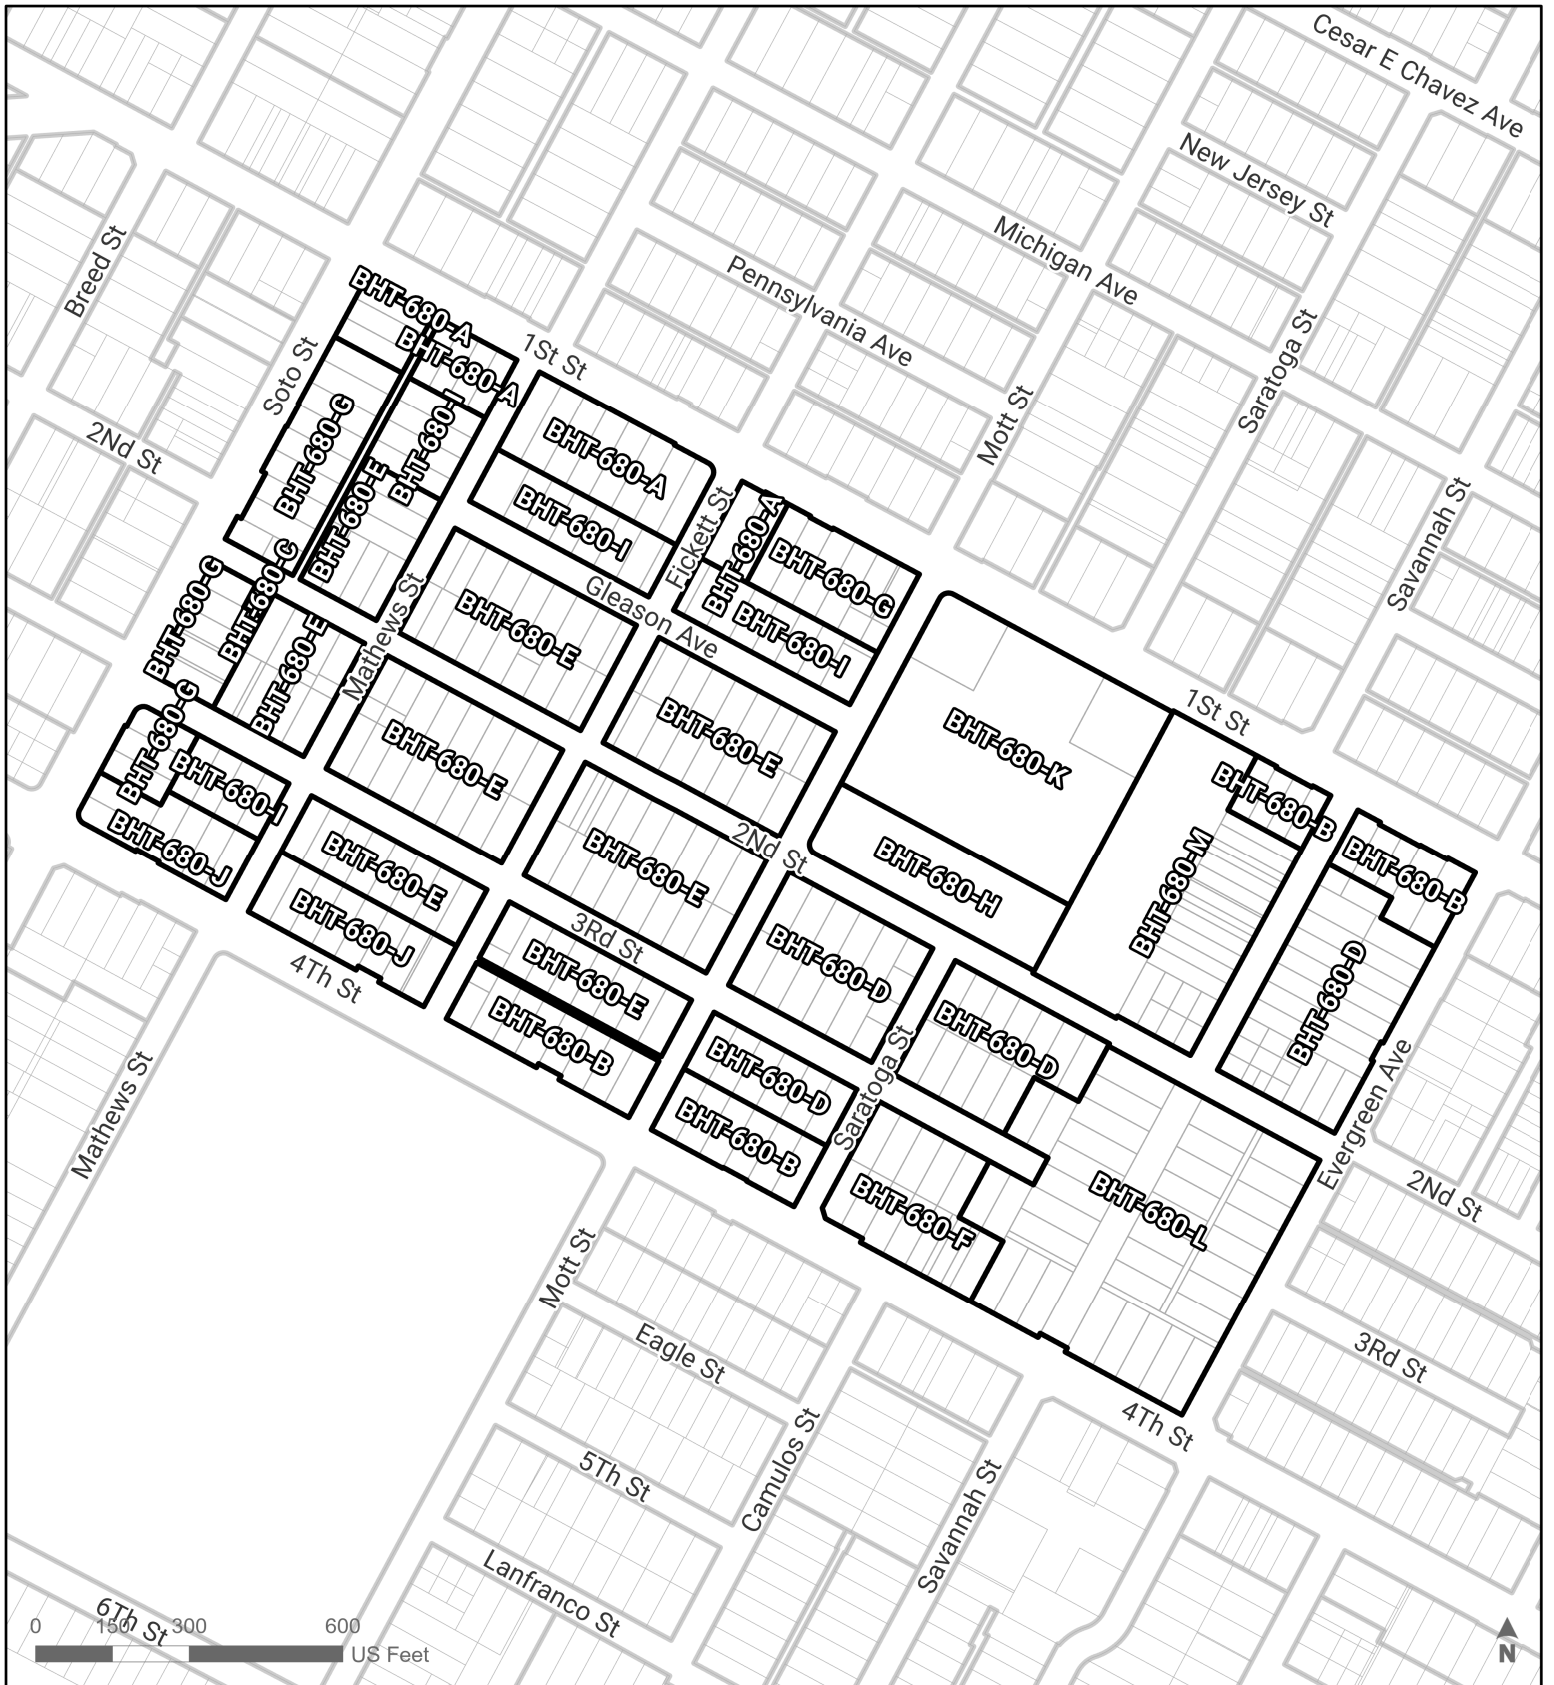 Cesar E Chavez Ave
New Jersey St
Michigan Ave
Breed St
Pennsylvania Ave
BHT-680-A
Saratoga St
1St St
BHT-680-A
Soto St
Mott St
BHT-680-G
BHT-680-I
2Nd St
BHT-680-A
BHT-680-E
BHT-680-I
Fickett St
BHT-680-A
Savannah St
BHT-680-G
BHT-680-C
BHT-680-G
Gleason Ave
Mathews St
BHT-680-E
BHT-680-I
BHT-680-E
1St St
BHT-680-G
BHT-680-E
BHT-680-K
BHT-680-E
BHT-680-I
BHT-680-B
2Nd St
BHT-680-J
BHT-680-E
BHT-680-E
BHT-680-H
BHT-680-M
BHT-680-B
BHT-680-J
3Rd St
BHT-680-D
4Th St
BHT-680-E
BHT-680-D
BHT-680-B
BHT-680-D
BHT-680-D
Saratoga St
Mathews St
BHT-680-B
Evergreen Ave
BHT-680-F
BHT-680-L
2Nd St
Mott St
Eagle St
3Rd St
4Th St
Camulos St
5Th St
Savannah St
Lanfranco St
6Th St
0 150 300 600
US Feet
N